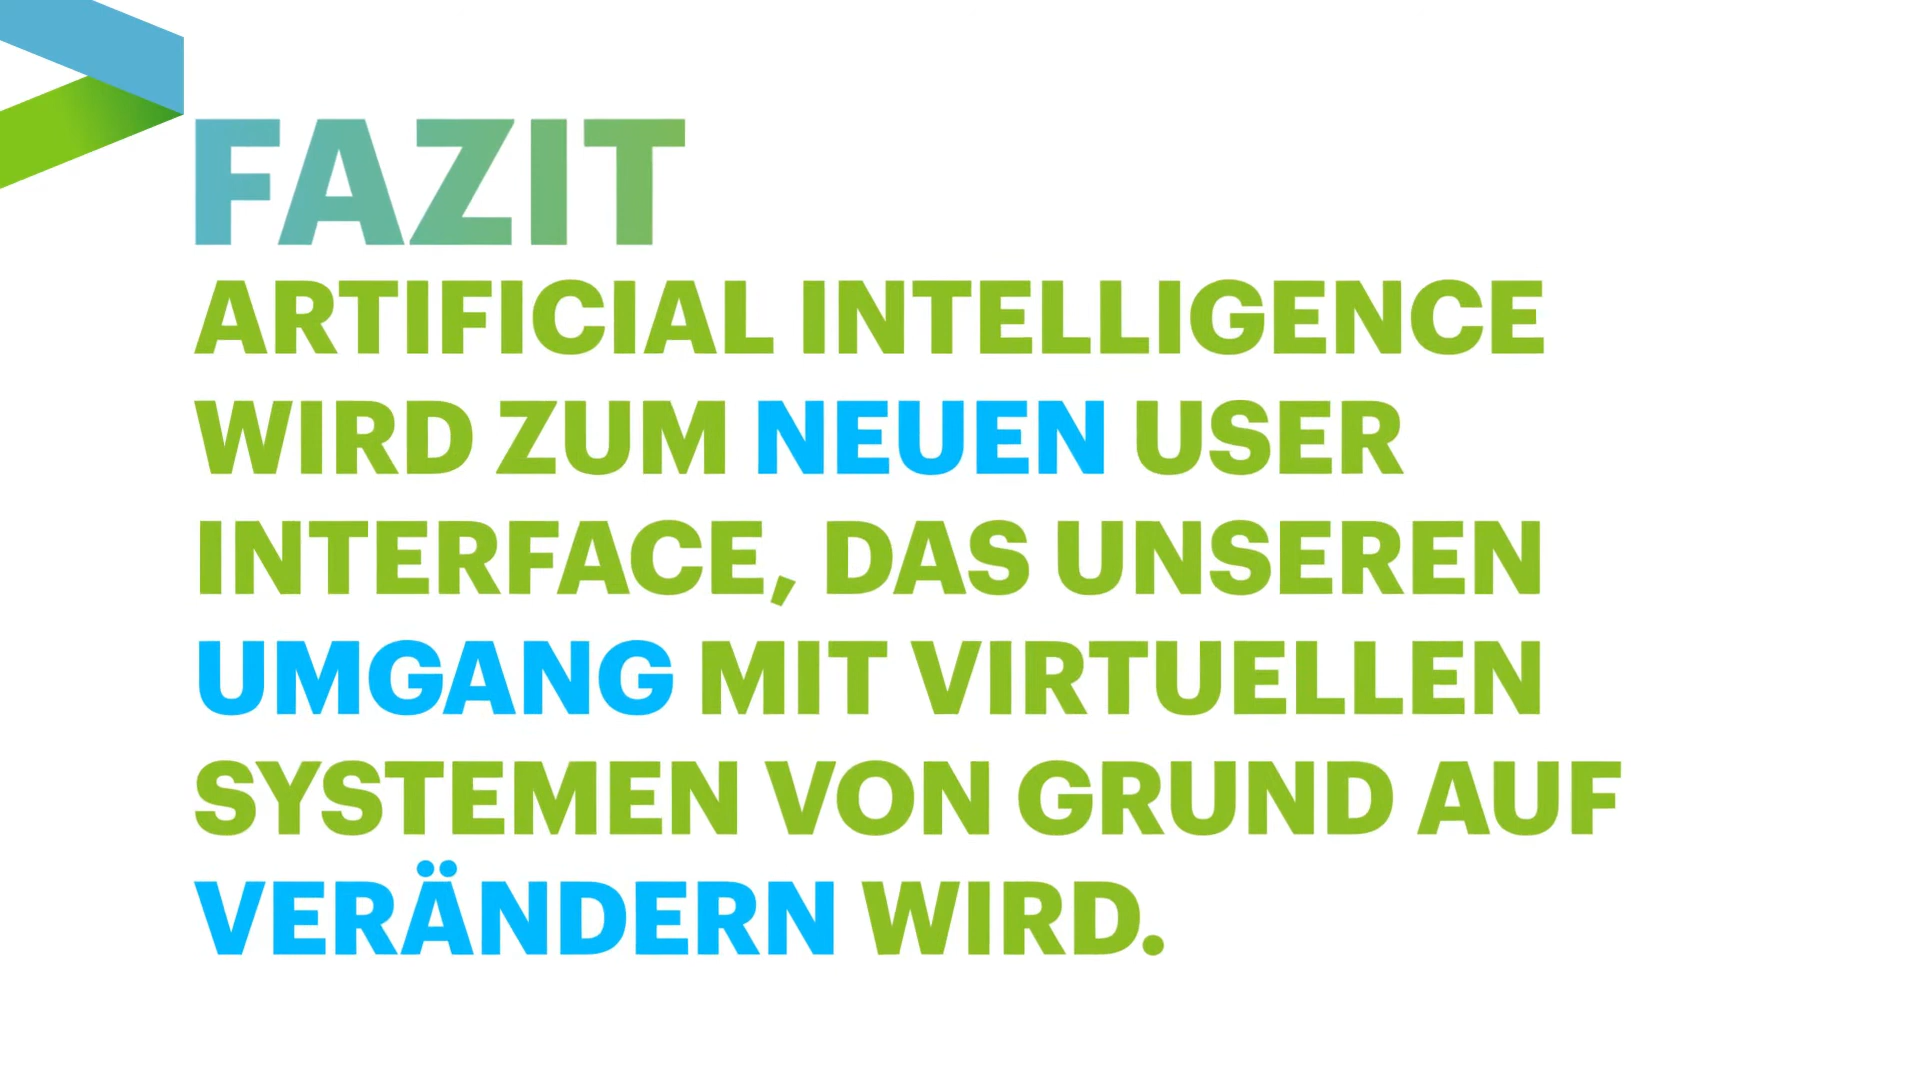 FAZIT
ARTIFICIAL INTELLIGENCE
WIRD ZUM NEUEN USER
INTERFACE, DAS UNSEREN
UMGANG MIT VIRTUELLEN
SYSTEMEN VON GRUND AUF
VERÄNDERN WIRD.